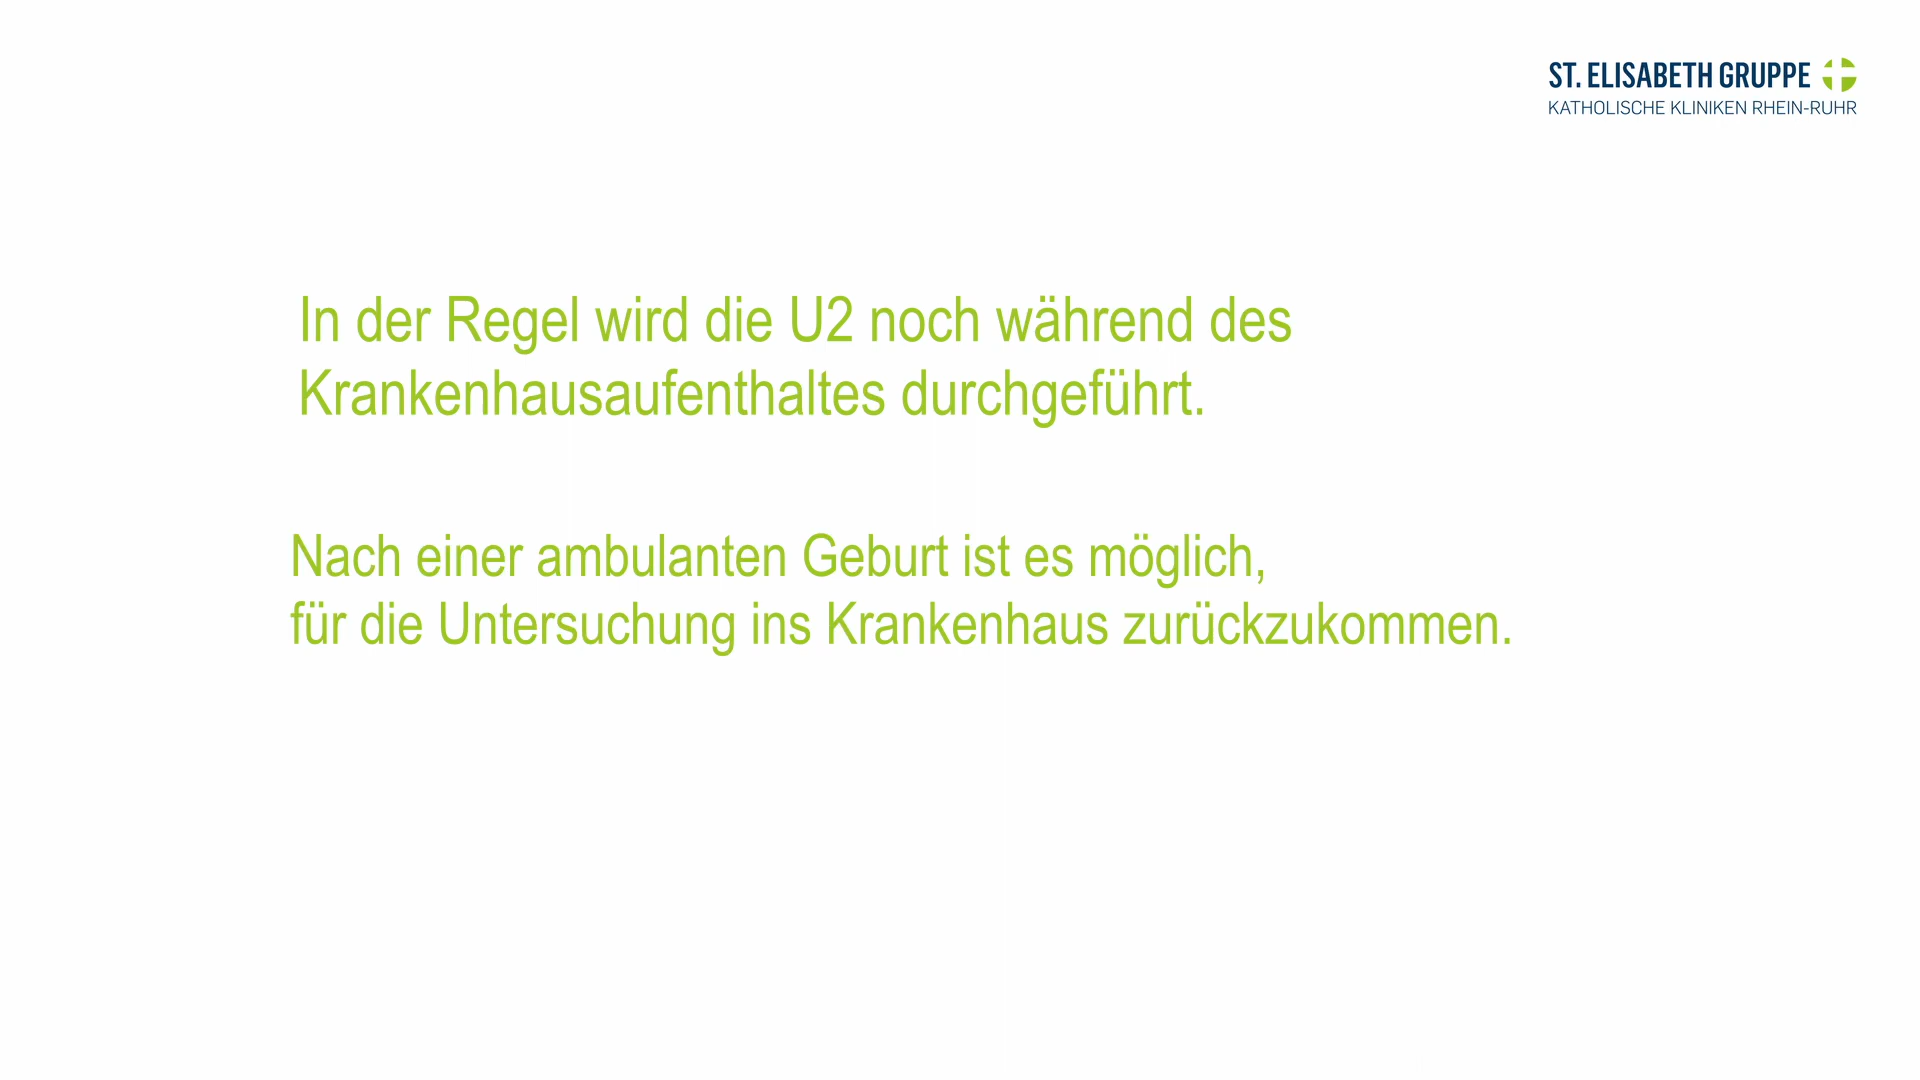 ST. ELISABETH GRUPPE
KATHOLISCHE KLINIKEN RHEIN-RUHR
In der Regel wird die U2 noch während des
Krankenhausaufenthaltes durchgeführt.
Nach einer ambulanten Geburt ist es möglich,
für die Untersuchung ins Krankenhaus zurückzukommen.